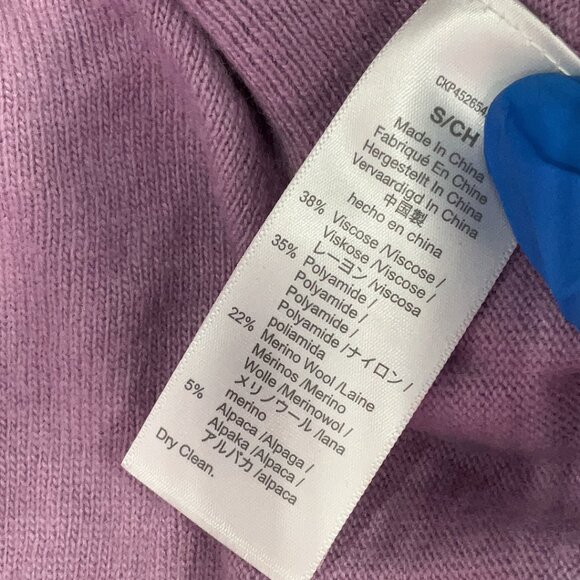 CKP452654
S/CH
Made In China
Fabriqué En Chine
Hergestellt In China
Vervaardigd In China
中国製
hecho en china
38% Viscose /Viscose /
Viskose /Viscose /
レーヨン /viscosa
35% Polyamide /
Polyamide /
Polyamide /
Polyamide /ナイロン /
poliamida
22% Merino Wool /Laine
Mérinos /Merino
Wolle /Merinowol /
メリノウール /lana
merino
5% Alpaca /Alpaga /
Alpaka /Alpaca /
アルパカ /alpaca
Dry Clean.